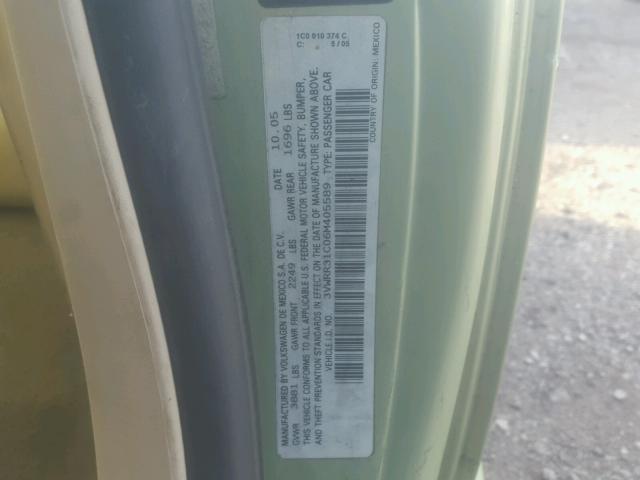 MANUFACTURED BY VOLKSWAGEN DE MEXICO S.A. DE C.V. DATE 10.05
GVWR 3881 LBS GAWR FRONT 2249 LBS GAWR REAR 1696 LBS
THIS VEHICLE CONFORMS TO ALL APPLICABLE U.S. FEDERAL MOTOR VEHICLE SAFETY, BUMPER,
AND THEFT PREVENTION STANDARDS IN EFFECT ON THE DATE OF MANUFACTURE SHOWN ABOVE.
VEHICLE I.D. NO. 3VWRR31C06M405589 TYPE: PASSENGER CAR
COUNTRY OF ORIGIN: MEXICO
1C0 010 374 C
C: 5/05